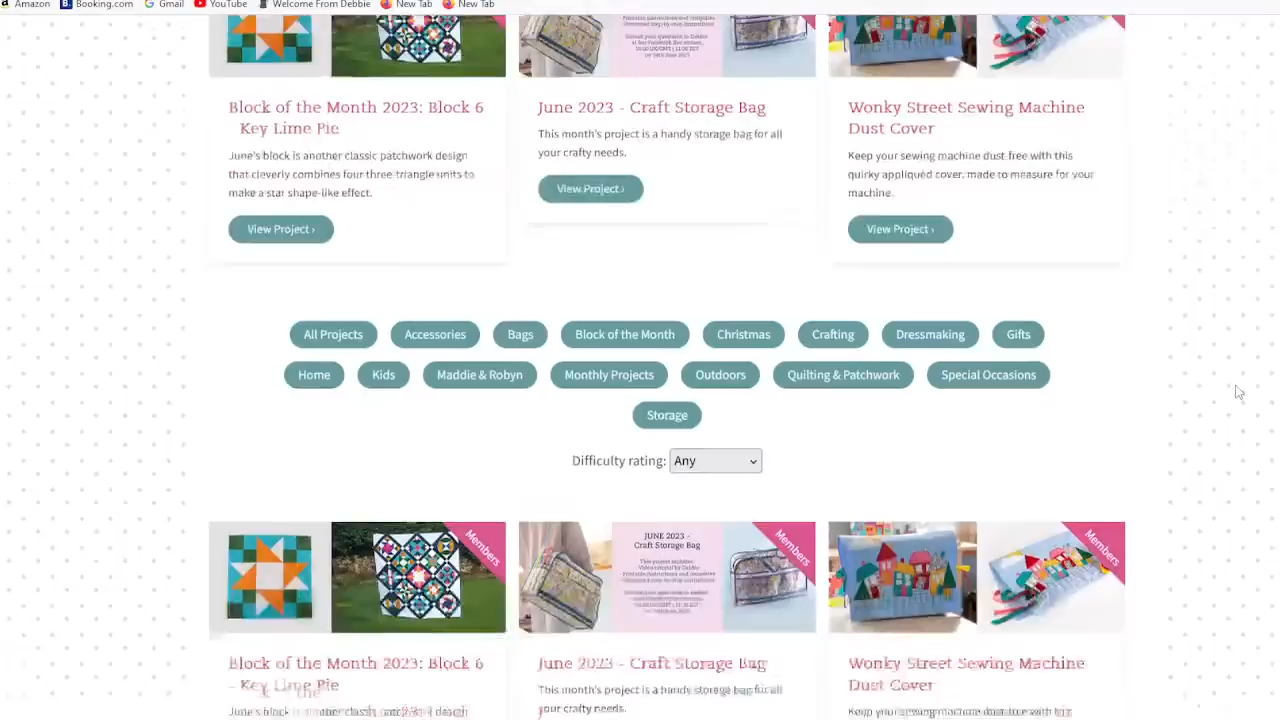 Amazon Booking.com Gmail YouTube Welcome From Debbie New Tab New Tab
Block of the Month 2023: Block 6
Key Lime Pie
June's block is another classic patchwork design
that cleverly combines four three-triangle units to
make a star shape-like effect.
View Project ›
June 2023 - Craft Storage Bag
This month's project is a handy storage bag for all
your crafty needs.
View Project ›
Wonky Street Sewing Machine
Dust Cover
Keep your sewing machine dust free with this
quirky appliquéd cover, made to measure for your
machine.
View Project ›
All Projects Accessories Bags Block of the Month Christmas Crafting Dressmaking Gifts
Home Kids Maddie & Robyn Monthly Projects Outdoors Quilting & Patchwork Special Occasions
Storage
Difficulty rating: Any
Members
JUNE 2023 -
Craft Storage Bag
Members
Members
Block of the Month 2023: Block 6
- Key Lime Pie
June 2023 - Craft Storage Bag
This month's project is a handy storage bag for all
your crafty needs.
Wonky Street Sewing Machine
Dust Cover